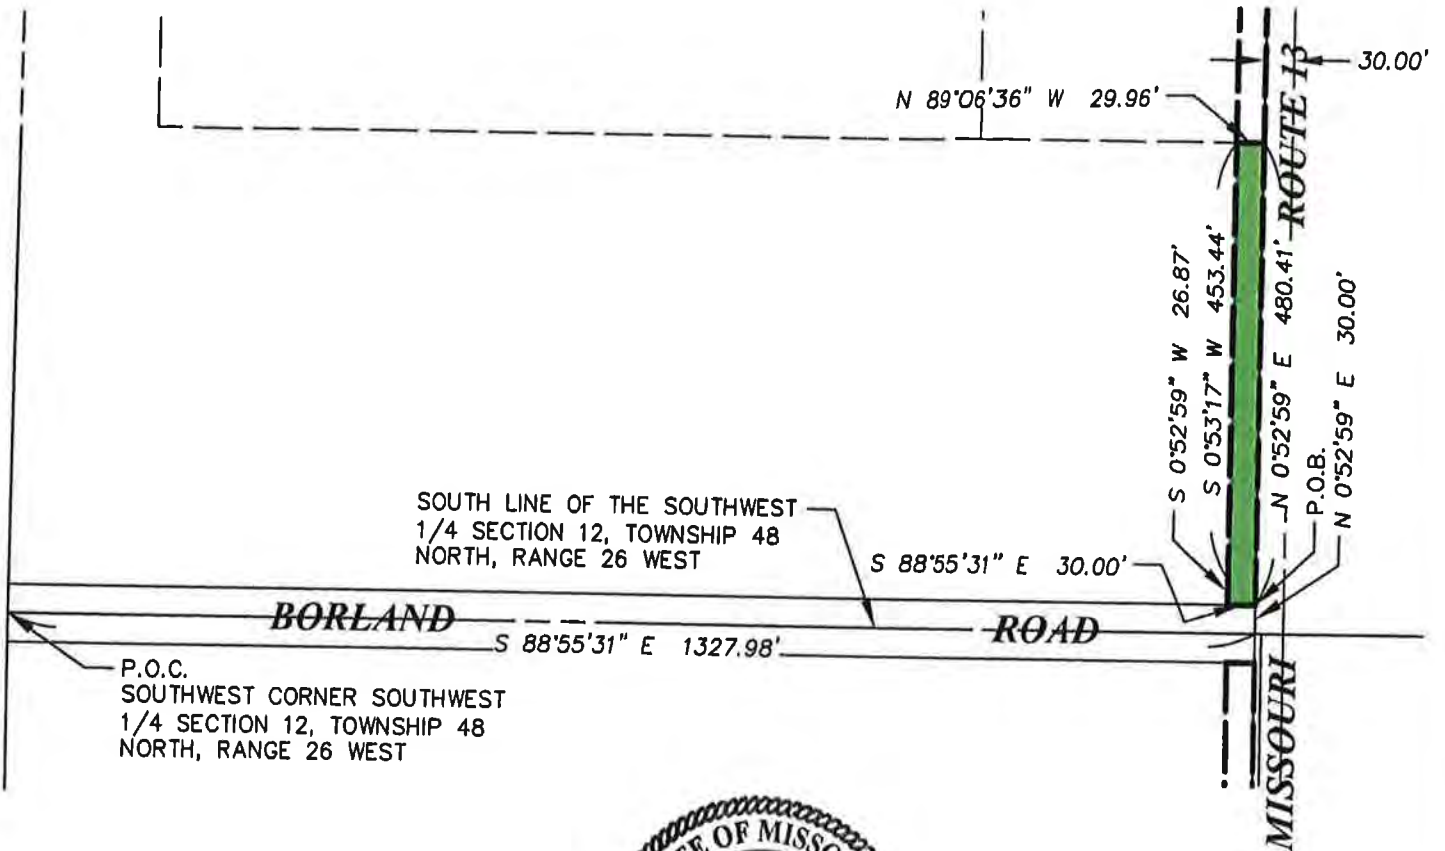 30.00'
N 89°06'36" W 29.96'
ROUTE 13
S 0°52'59" W 26.87'
S 0°53'17" W 453.44'
N 0°52'59" E 480.41'
P.O.B.
N 0°52'59" E 30.00'
SOUTH LINE OF THE SOUTHWEST
1/4 SECTION 12, TOWNSHIP 48
NORTH, RANGE 26 WEST
S 88°55'31" E 30.00'
BORLAND ROAD
S 88°55'31" E 1327.98'
P.O.C.
SOUTHWEST CORNER SOUTHWEST
1/4 SECTION 12, TOWNSHIP 48
NORTH, RANGE 26 WEST
MISSOURI
OF